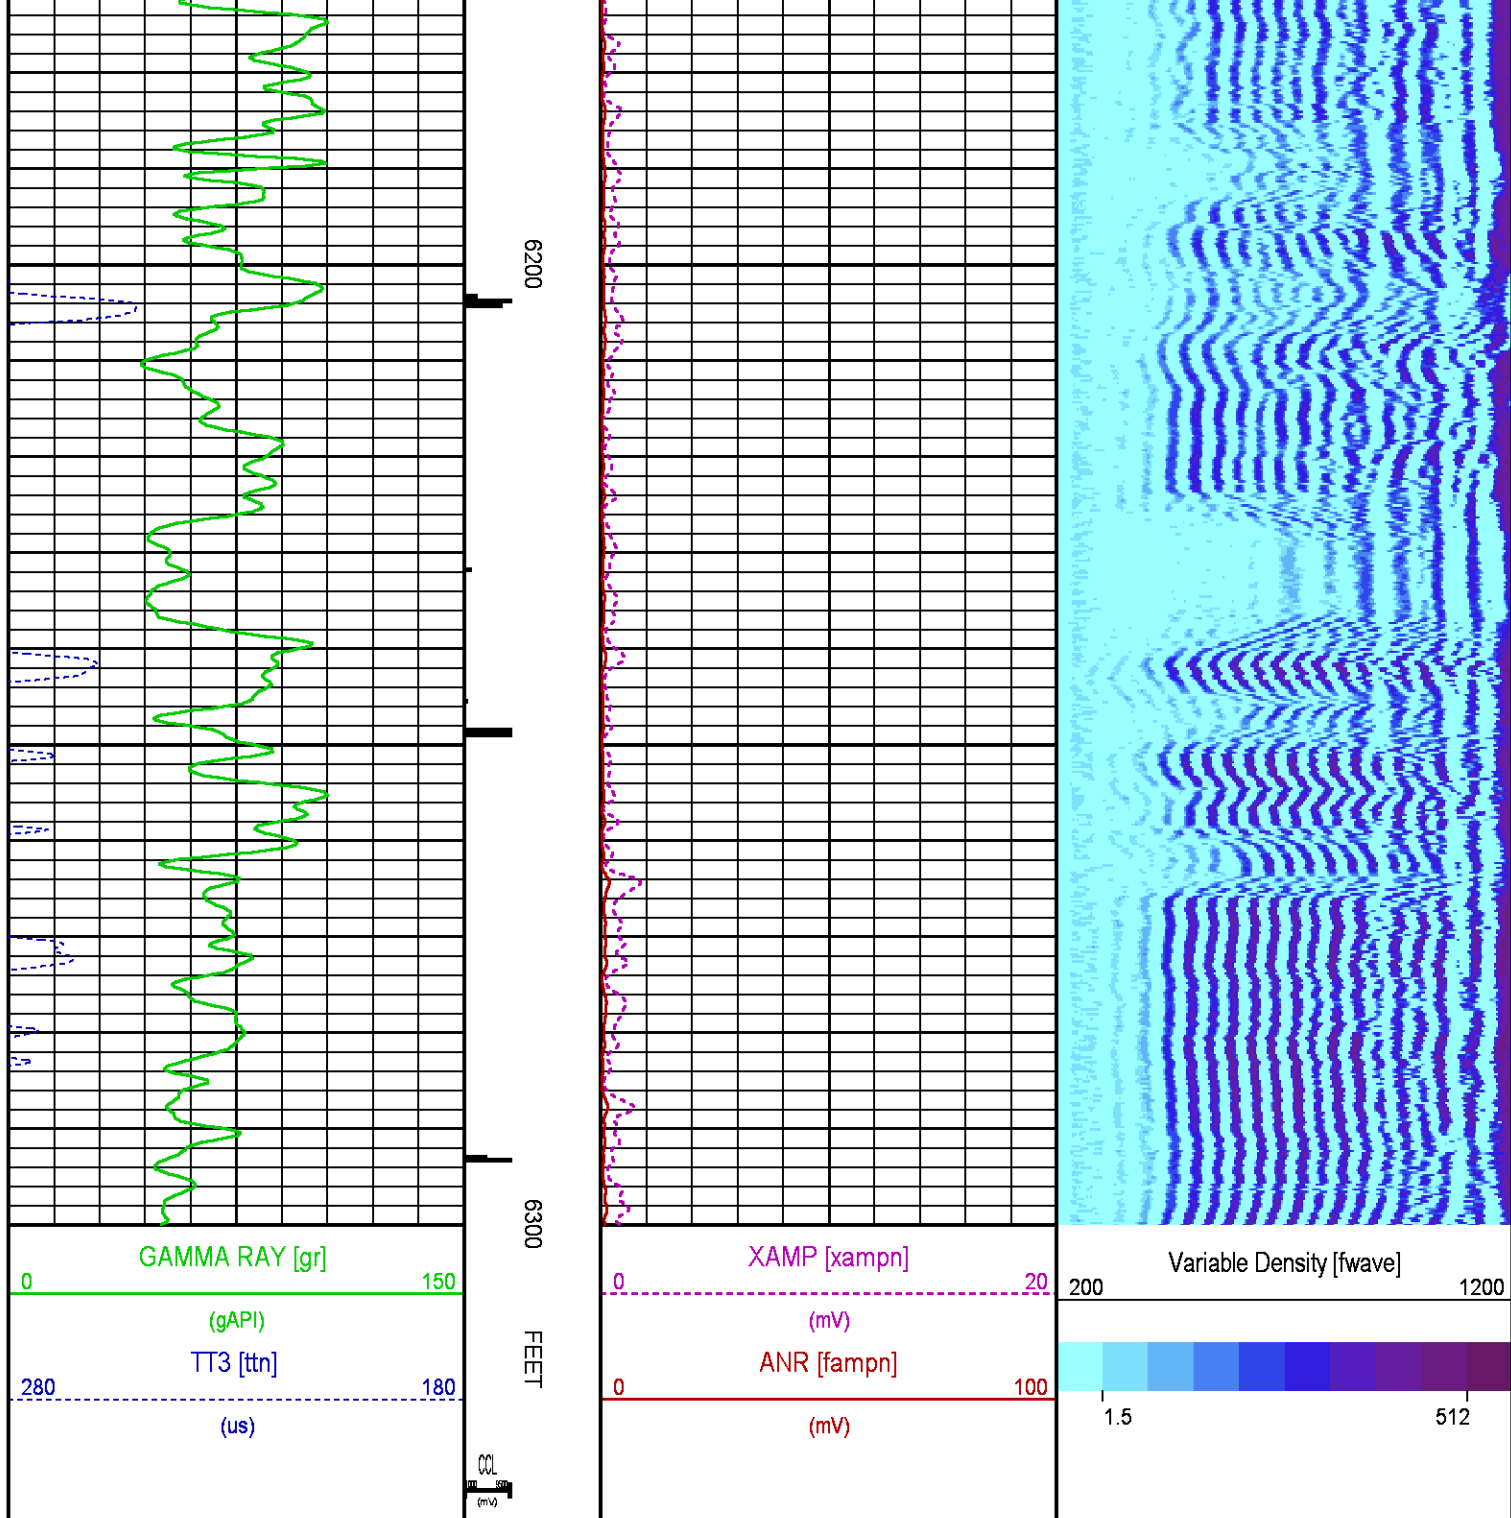 6200
6300
FEET
GAMMA RAY [gr]
0 150
(gAPI)
TT3 [ttn]
280 180
(us)
CCL
(mV)
XAMP [xampn]
0 20
(mV)
ANR [fampn]
0 100
(mV)
Variable Density [fwave]
200 1200
1.5 512